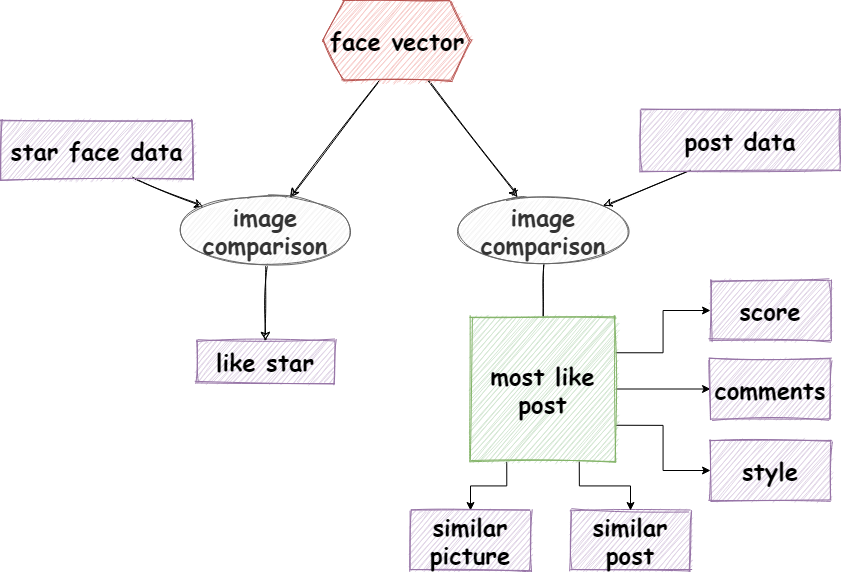 face vector
star face data
post data
image
comparison
image
comparison
score
like star
most like
post
comments
style
similar
picture
similar
post